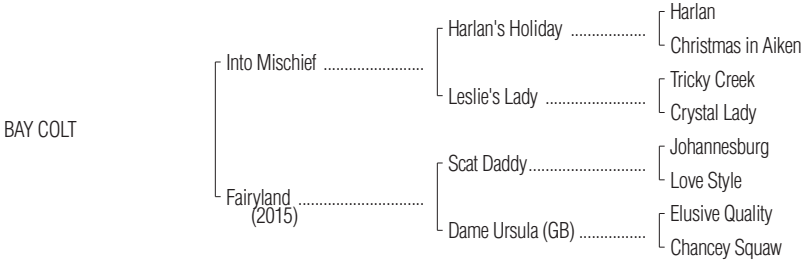 Harlan
Harlan's Holiday ..................
Christmas in Aiken
Into Mischief ........................
Tricky Creek
Leslie's Lady ........................
Crystal Lady
BAY COLT
Johannesburg
Scat Daddy............................
Love Style
Fairyland ..............................
(2015)
Elusive Quality
Dame Ursula (GB) ................
Chancey Squaw